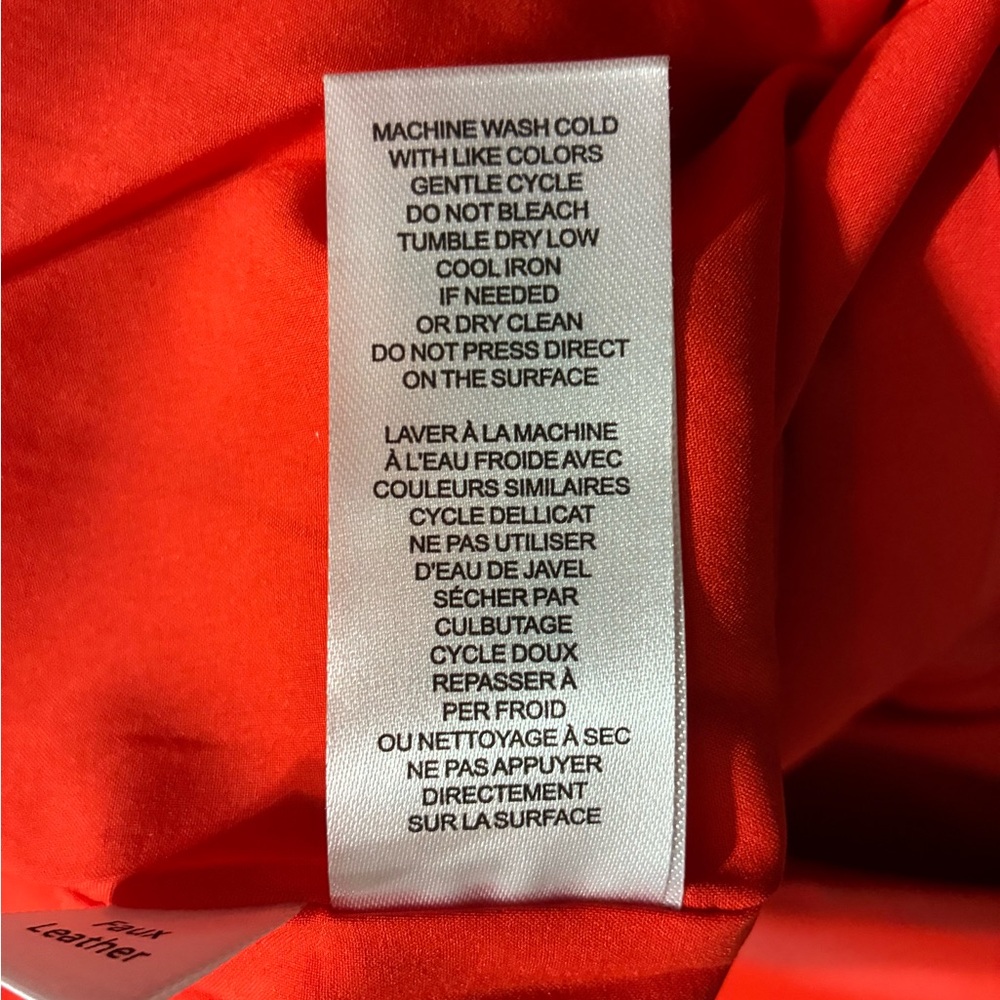 MACHINE WASH COLD
WITH LIKE COLORS
GENTLE CYCLE
DO NOT BLEACH
TUMBLE DRY LOW
COOL IRON
IF NEEDED
OR DRY CLEAN
DO NOT PRESS DIRECT
ON THE SURFACE
LAVER À LA MACHINE
À L'EAU FROIDE AVEC
COULEURS SIMILAIRES
CYCLE DELLICAT
NE PAS UTILISER
D'EAU DE JAVEL
SÉCHER PAR
CULBUTAGE
CYCLE DOUX
REPASSER À
PER FROID
OU NETTOYAGE À SEC
NE PAS APPUYER
DIRECTEMENT
SUR LA SURFACE
Faux
Leather